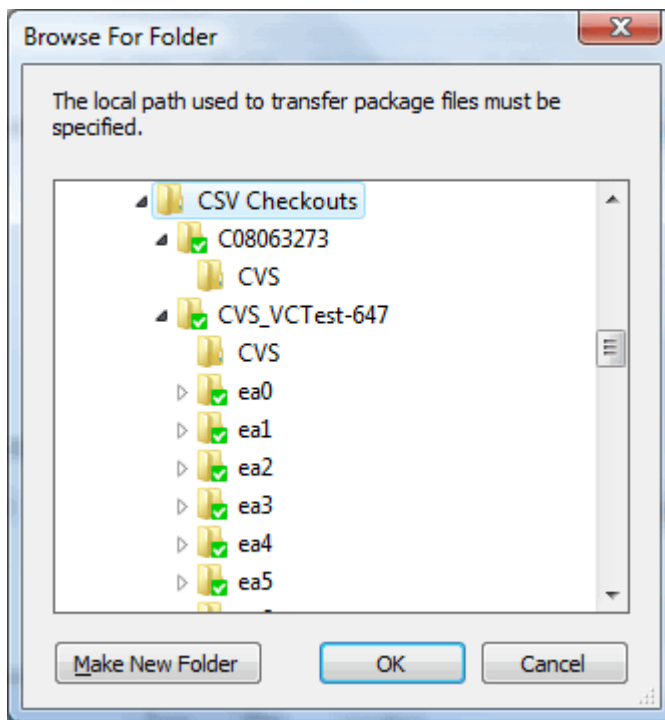 Browse For Folder
The local path used to transfer package files must be
specified.
CSV Checkouts
C08063273
CVS
CVS_VCTest-647
CVS
ea0
ea1
ea2
ea3
ea4
ea5
Make New Folder
OK
Cancel